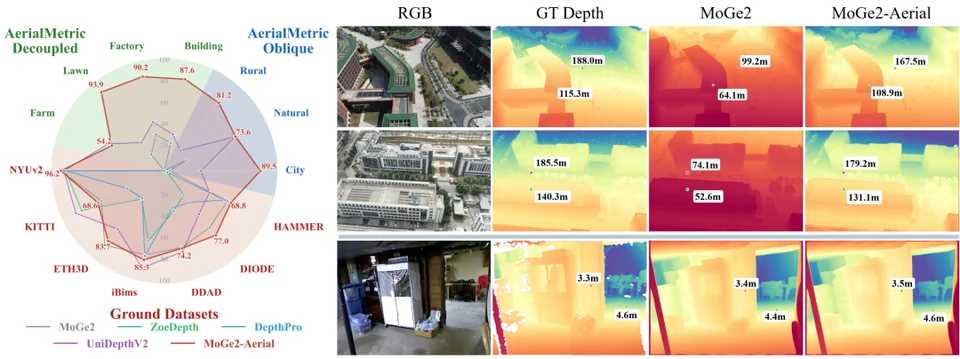 AerialMetric
Decoupled
AerialMetric
Oblique
Factory
Building
Lawn
Rural
Farm
Natural
NYUv2
City
KITTI
HAMMER
ETH3D
DIODE
iBims
DDAD
100
80
60
100
90.2
87.6
93.9
81.2
54.2
73.6
96.2
89.5
68.6
68.8
83.7
77.0
85.3
74.2
Ground Datasets
MoGe2
ZoeDepth
DepthPro
UniDepthV2
MoGe2-Aerial
RGB
GT Depth
MoGe2
MoGe2-Aerial
188.0m
115.3m
99.2m
64.1m
167.5m
108.9m
185.5m
140.3m
74.1m
52.6m
179.2m
131.1m
3.3m
4.6m
3.4m
4.4m
3.5m
4.6m